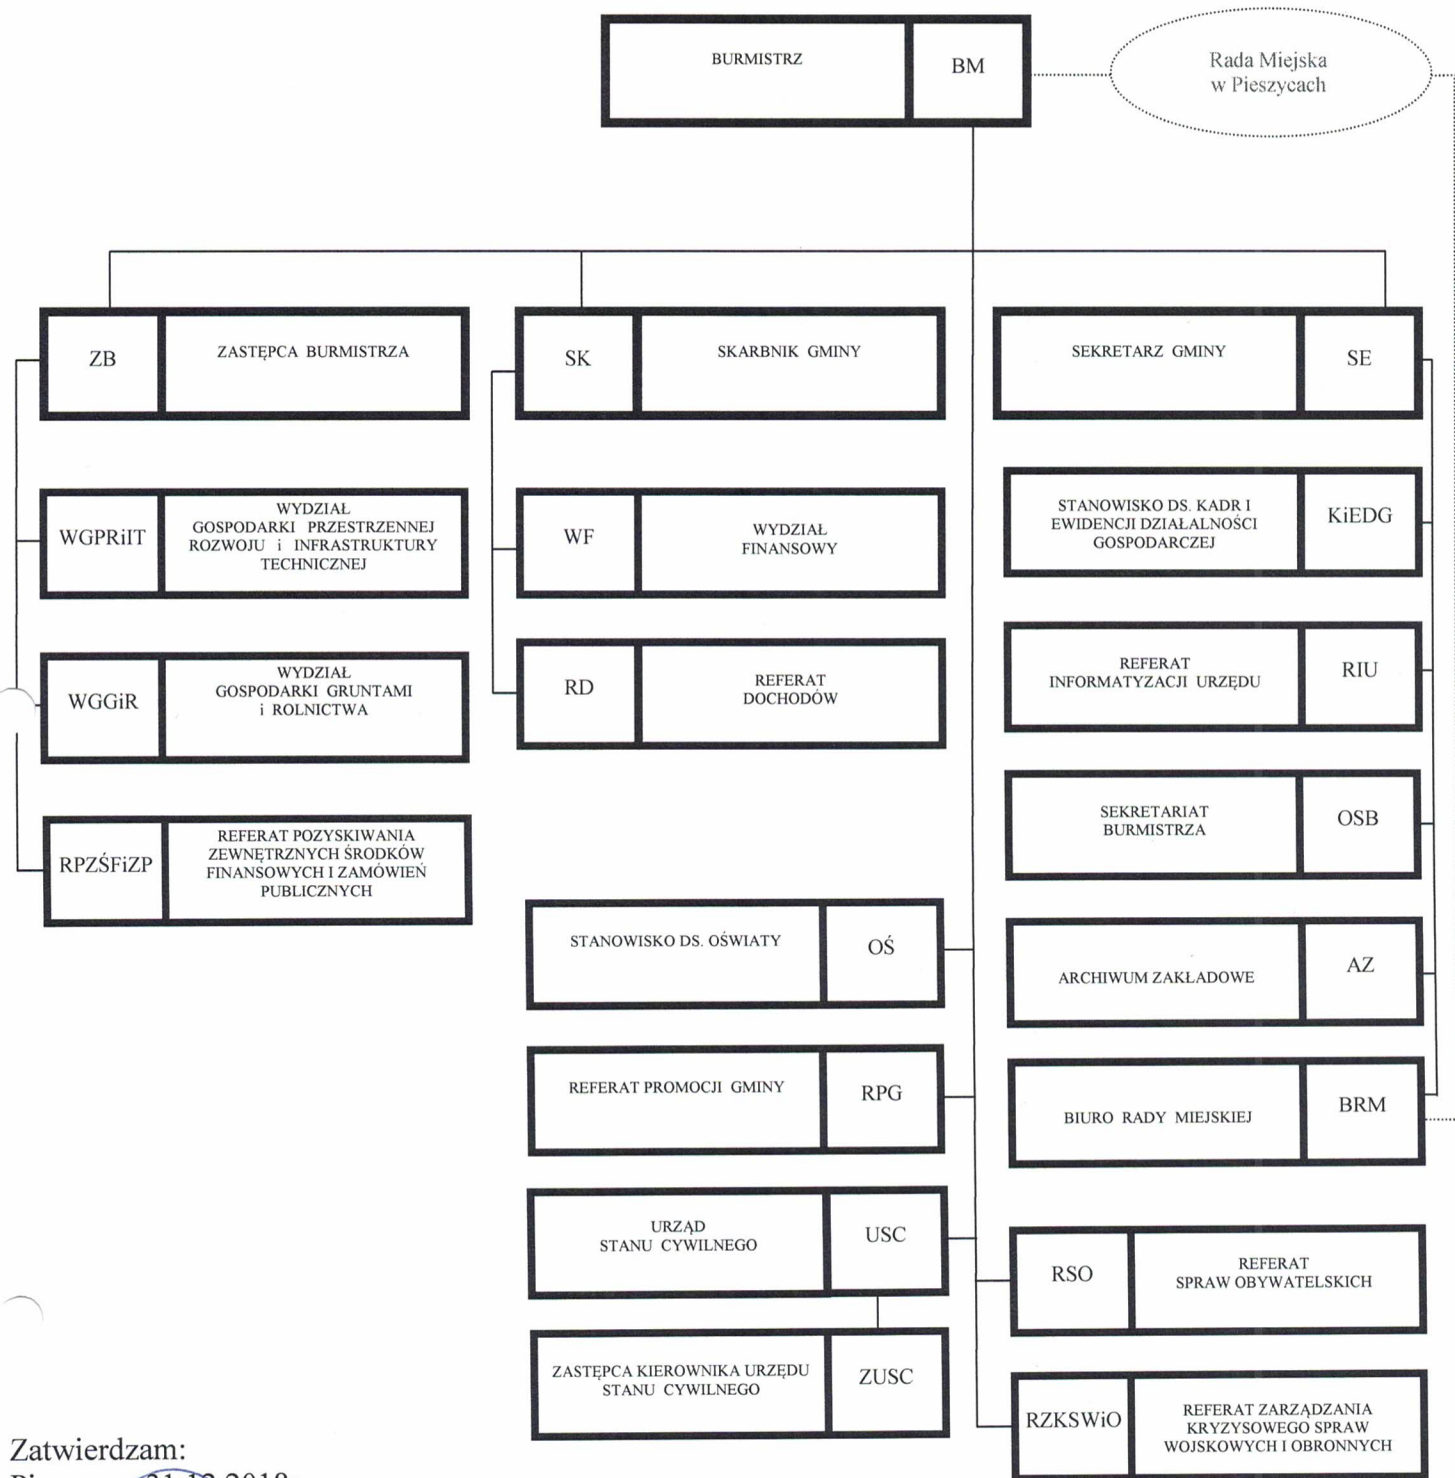 BURMISTRZ
BM
Rada Miejska
w Pieszycach
ZB
ZASTĘPCA BURMISTRZA
SK
SKARBNIK GMINY
SEKRETARZ GMINY
SE
WGPRiIT
WYDZIAŁ
GOSPODARKI PRZESTRZENNEJ
ROZWOJU i INFRASTRUKTURY
TECHNICZNEJ
WF
WYDZIAŁ
FINANSOWY
STANOWISKO DS. KADR I
EWIDENCJI DZIAŁALNOŚCI
GOSPODARCZEJ
KiEDG
WGGiR
WYDZIAŁ
GOSPODARKI GRUNTAMI
i ROLNICTWA
RD
REFERAT
DOCHODÓW
REFERAT
INFORMATYZACJI URZĘDU
RIU
RPZŚFiZP
REFERAT POZYSKIWANIA
ZEWNĘTRZNYCH ŚRODKÓW
FINANSOWYCH I ZAMÓWIEŃ
PUBLICZNYCH
SEKRETARIAT
BURMISTRZA
OSB
STANOWISKO DS. OŚWIATY
OŚ
ARCHIWUM ZAKŁADOWE
AZ
REFERAT PROMOCJI GMINY
RPG
BIURO RADY MIEJSKIEJ
BRM
URZĄD
STANU CYWILNEGO
USC
RSO
REFERAT
SPRAW OBYWATELSKICH
ZASTĘPCA KIEROWNIKA URZĘDU
STANU CYWILNEGO
ZUSC
RZKSWiO
REFERAT ZARZĄDZANIA
KRYZYSOWEGO SPRAW
WOJSKOWYCH I OBRONNYCH
Zatwierdzam: